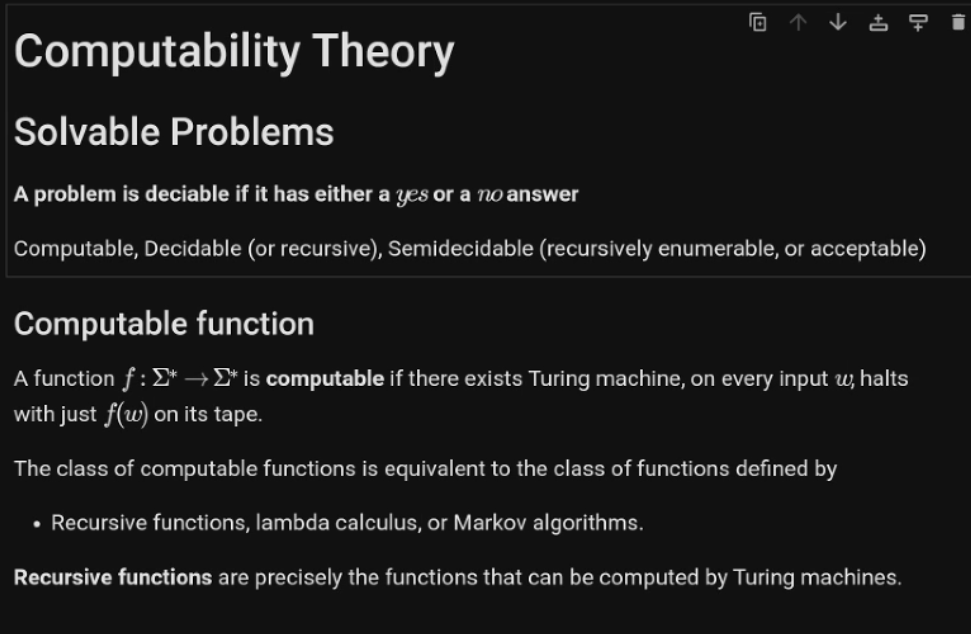 Computability Theory
Solvable Problems
A problem is deciable if it has either a yes or a no answer
Computable, Decidable (or recursive), Semidecidable (recursively enumerable, or acceptable)
Computable function
A function f : Σ* → Σ* is computable if there exists Turing machine, on every input w, halts
with just f(w) on its tape.
The class of computable functions is equivalent to the class of functions defined by
• Recursive functions, lambda calculus, or Markov algorithms.
Recursive functions are precisely the functions that can be computed by Turing machines.